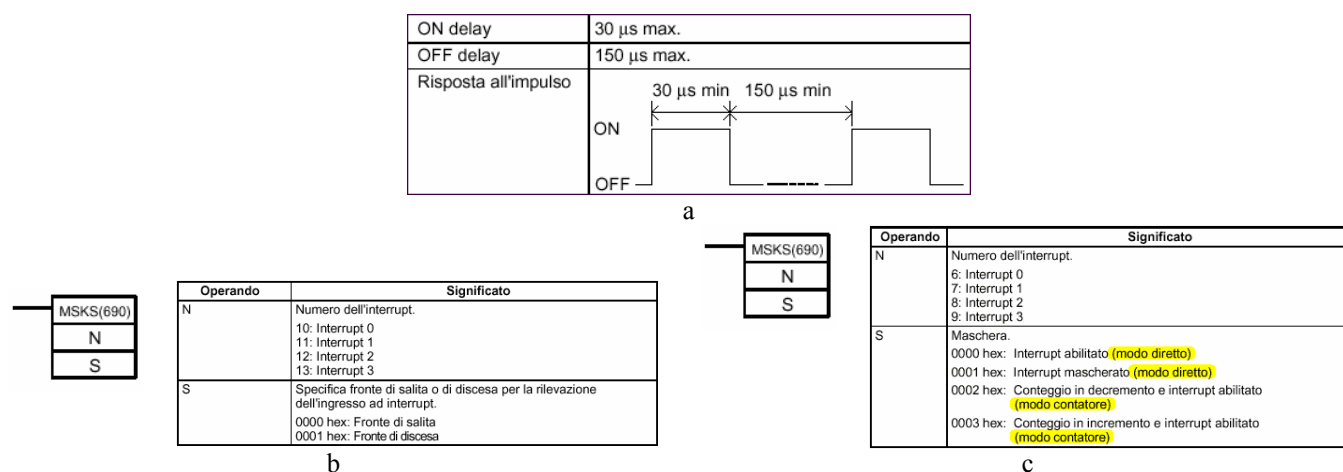 ON delay 30 µs max.
OFF delay 150 µs max.
Risposta all'impulso
30 µs min 150 µs min
ON
OFF
a
MSKS(690)
N
S
Operando Significato
N Numero dell'interrupt.
10: Interrupt 0
11: Interrupt 1
12: Interrupt 2
13: Interrupt 3
S Specifica fronte di salita o di discesa per la rilevazione
dell'ingresso ad interrupt.
0000 hex: Fronte di salita
0001 hex: Fronte di discesa
b
MSKS(690)
N
S
Operando Significato
N Numero dell'interrupt.
6: Interrupt 0
7: Interrupt 1
8: Interrupt 2
9: Interrupt 3
S Maschera.
0000 hex: Interrupt abilitato (modo diretto)
0001 hex: Interrupt mascherato (modo diretto)
0002 hex: Conteggio in decremento e interrupt abilitato
(modo contatore)
0003 hex: Conteggio in incremento e interrupt abilitato
(modo contatore)
c